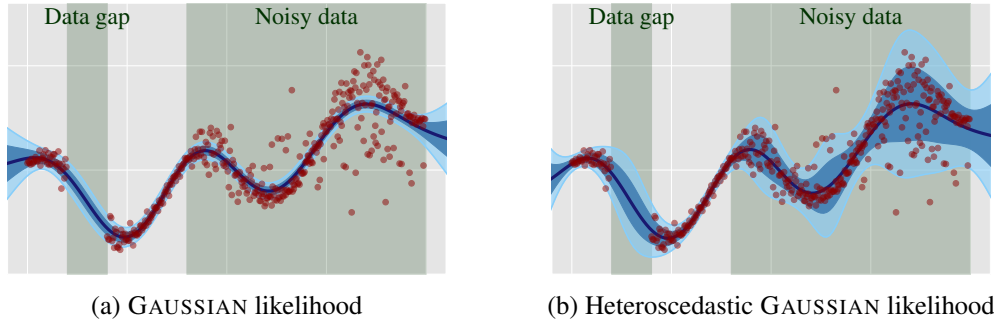 Data gap Noisy data
Data gap Noisy data
(a) GAUSSIAN likelihood
(b) Heteroscedastic GAUSSIAN likelihood